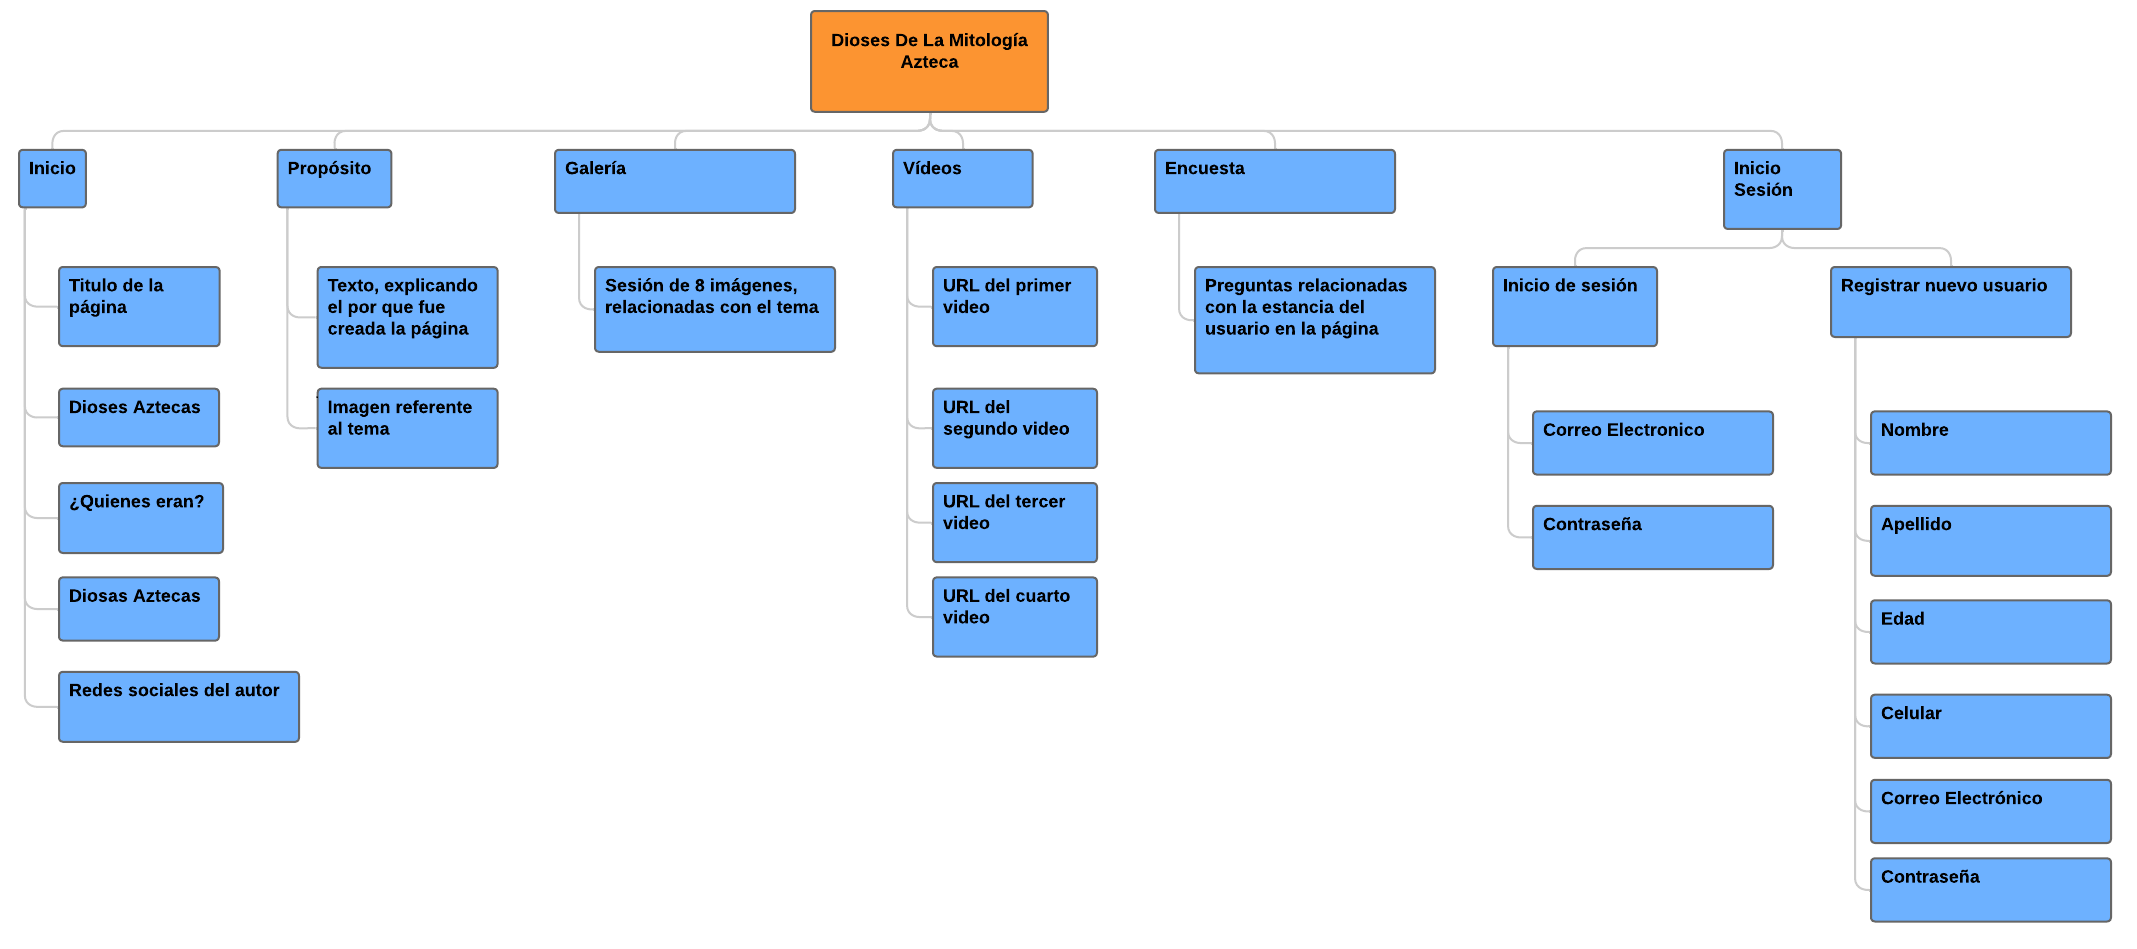 Dioses De La Mitología
Azteca
Inicio
Propósito
Galería
Vídeos
Encuesta
Inicio
Sesión
Titulo de la
página
Dioses Aztecas
¿Quienes eran?
Diosas Aztecas
Redes sociales del autor
Texto, explicando
el por que fue
creada la página
Imagen referente
al tema
Sesión de 8 imágenes,
relacionadas con el tema
URL del primer
video
URL del
segundo video
URL del tercer
video
URL del cuarto
video
Preguntas relacionadas
con la estancia del
usuario en la página
Inicio de sesión
Correo Electronico
Contraseña
Registrar nuevo usuario
Nombre
Apellido
Edad
Celular
Correo Electrónico
Contraseña